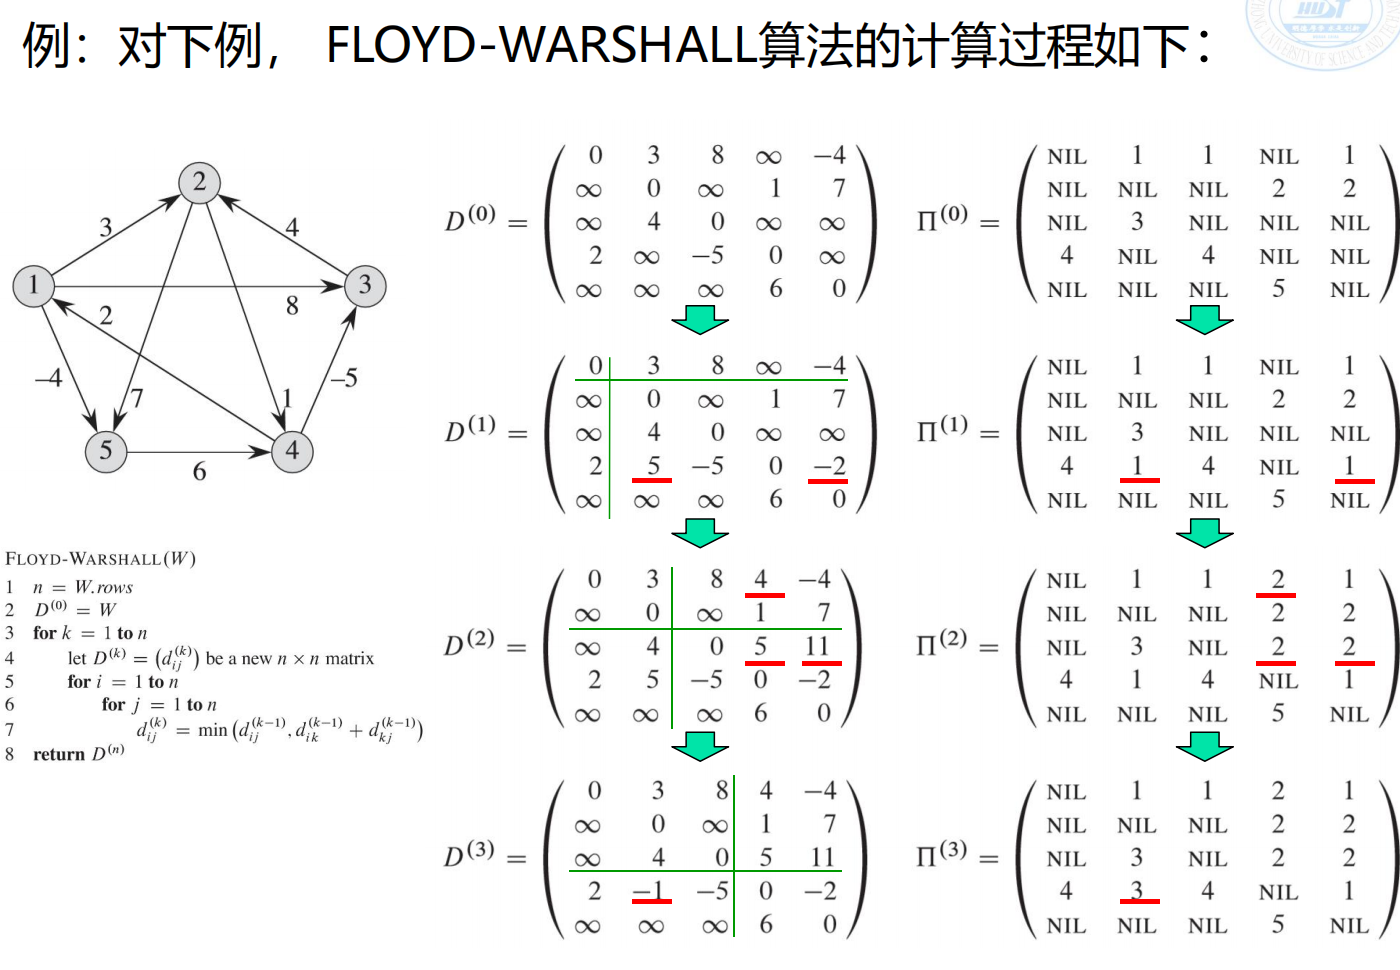 例：对下例， FLOYD-WARSHALL算法的计算过程如下：
HUST
2
3
4
1
3
8
2
-4
7
1
-5
5
4
6
D(0) =
0 3 8 ∞ -4
∞ 0 ∞ 1 7
∞ 4 0 ∞ ∞
2 ∞ -5 0 ∞
∞ ∞ ∞ 6 0
Π(0) =
NIL 1 1 NIL 1
NIL NIL NIL 2 2
NIL 3 NIL NIL NIL
4 NIL 4 NIL NIL
NIL NIL NIL 5 NIL
D(1) =
0 3 8 ∞ -4
∞ 0 ∞ 1 7
∞ 4 0 ∞ ∞
2 5 -5 0 -2
∞ ∞ ∞ 6 0
Π(1) =
NIL 1 1 NIL 1
NIL NIL NIL 2 2
NIL 3 NIL NIL NIL
4 1 4 NIL 1
NIL NIL NIL 5 NIL
FLOYD-WARSHALL(W)
1 n = W.rows
2 D(0) = W
3 for k = 1 to n
4 let D(k) = (dij(k)) be a new n × n matrix
5 for i = 1 to n
6 for j = 1 to n
7 dij(k) = min(dij(k-1), dik(k-1) + dkj(k-1))
8 return D(n)
D(2) =
0 3 8 4 -4
∞ 0 ∞ 1 7
∞ 4 0 5 11
2 5 -5 0 -2
∞ ∞ ∞ 6 0
Π(2) =
NIL 1 1 2 1
NIL NIL NIL 2 2
NIL 3 NIL 2 2
4 1 4 NIL 1
NIL NIL NIL 5 NIL
D(3) =
0 3 8 4 -4
∞ 0 ∞ 1 7
∞ 4 0 5 11
2 -1 -5 0 -2
∞ ∞ ∞ 6 0
Π(3) =
NIL 1 1 2 1
NIL NIL NIL 2 2
NIL 3 NIL 2 2
4 3 4 NIL 1
NIL NIL NIL 5 NIL